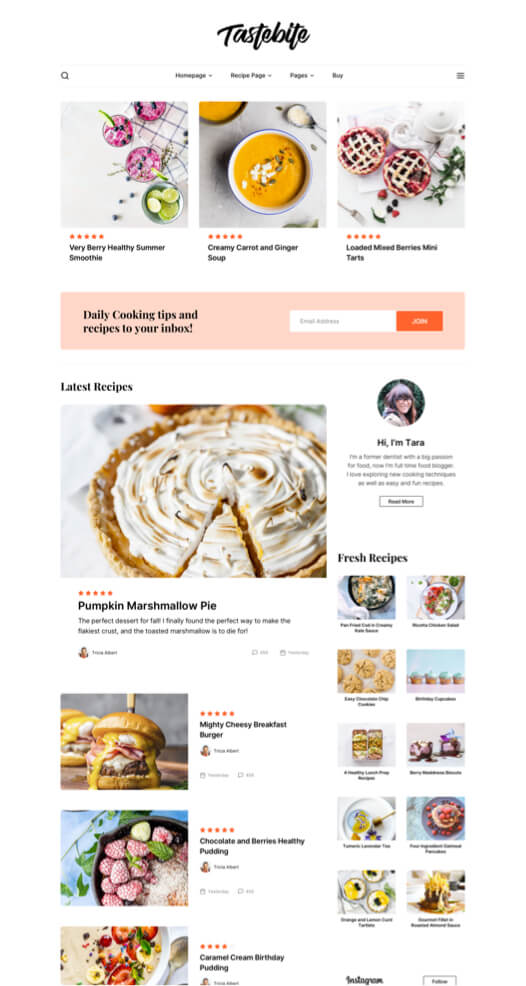 Tastebite
Homepage
Recipe Page
Pages
Buy
Very Berry Healthy Summer
Smoothie
Creamy Carrot and Ginger
Soup
Loaded Mixed Berries Mini
Tarts
Daily Cooking tips and
recipes to your inbox!
Email Address
JOIN
Latest Recipes
Pumpkin Marshmallow Pie
The perfect dessert for fall! I finally found the perfect way to make the
flakiest crust, and the toasted marshmallow is to die for!
Tricia Albert
456
Yesterday
Mighty Cheesy Breakfast
Burger
Tricia Albert
Yesterday
456
Chocolate and Berries Healthy
Pudding
Tricia Albert
Yesterday
456
Caramel Cream Birthday
Pudding
Tricia Albert
Hi, I'm Tara
I'm a former dentist with a big passion
for food, now I'm full time food blogger.
I love exploring new cooking techniques
as well as easy and fun recipes.
Read More
Fresh Recipes
Pan Fried Cod in Creamy
Kale Sauce
Ricotta Chicken Salad
Easy Chocolate Chip
Cookies
Birthday Cupcakes
A Healthy Lunch Prep
Recipes
Berry Maddness Biscuits
Turmeric Lavender Tea
Four Ingredient Oatmeal
Pancakes
Orange and Lemon Curd
Tartlets
Gourmet Fillet in
Roasted Almond Sauce
Instagram
Follow